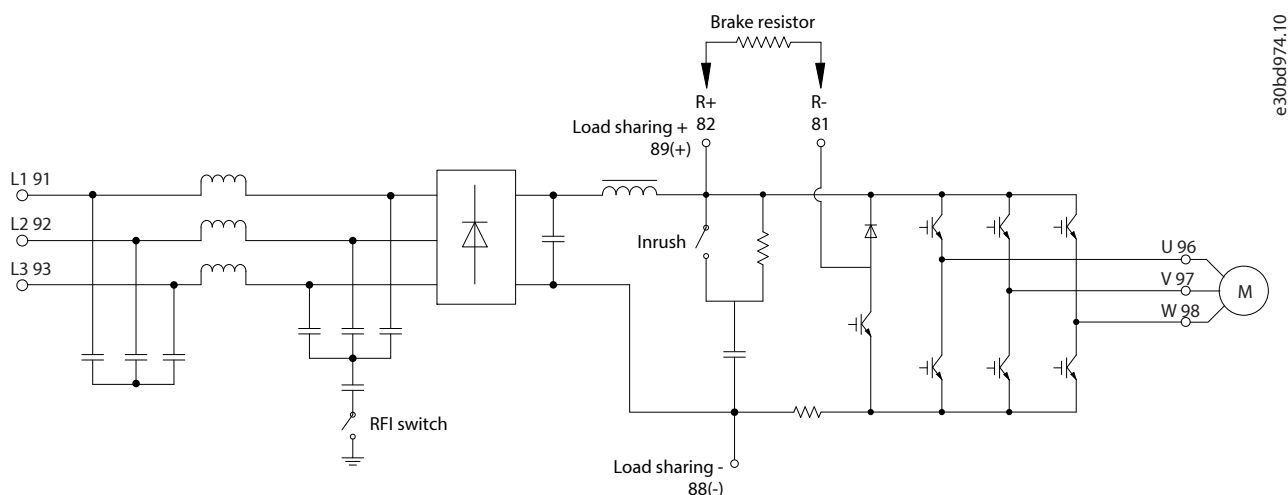 Brake resistor
e30bd974.10
R+
82
R-
81
Load sharing +
89(+)
L1 91
L2 92
L3 93
Inrush
U 96
V 97
W 98
M
RFI switch
Load sharing -
88(-)